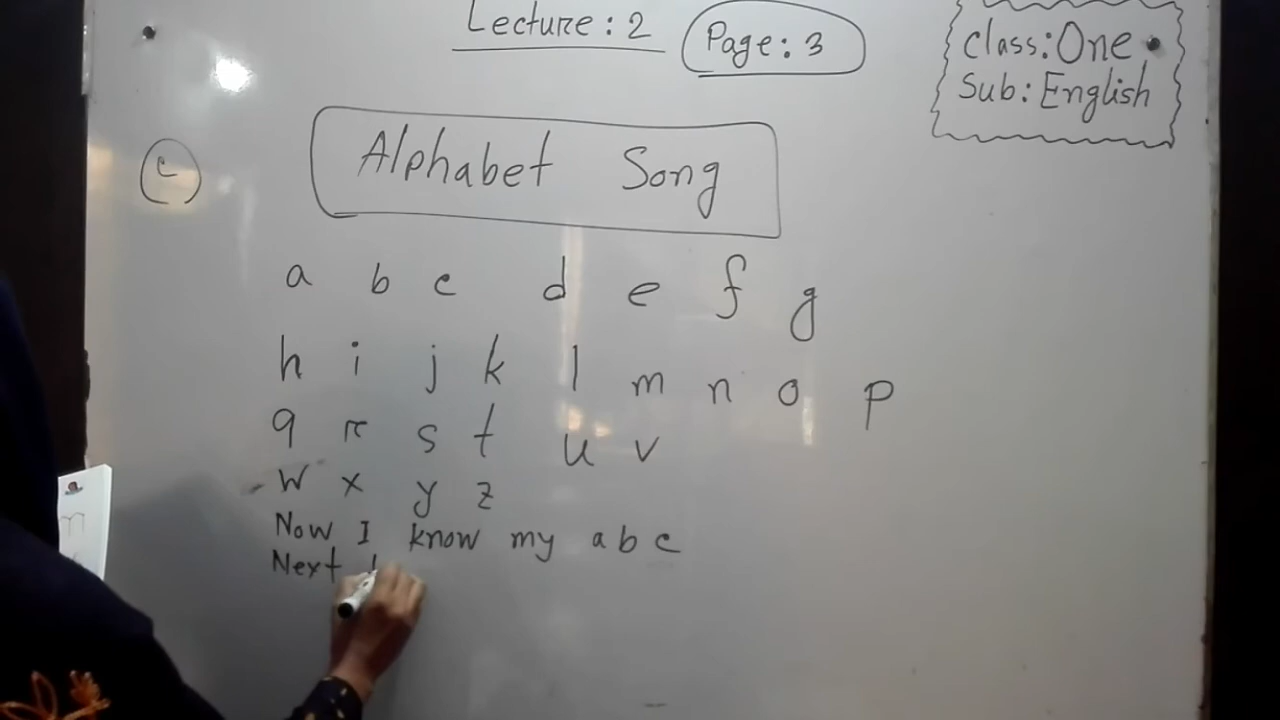 Lecture: 2
Page: 3
Class: One
Sub: English
C
Alphabet Song
a b c d e f g
h i j k l m n o p
q r s t u v
w x y z
Now I know my a b c
Next